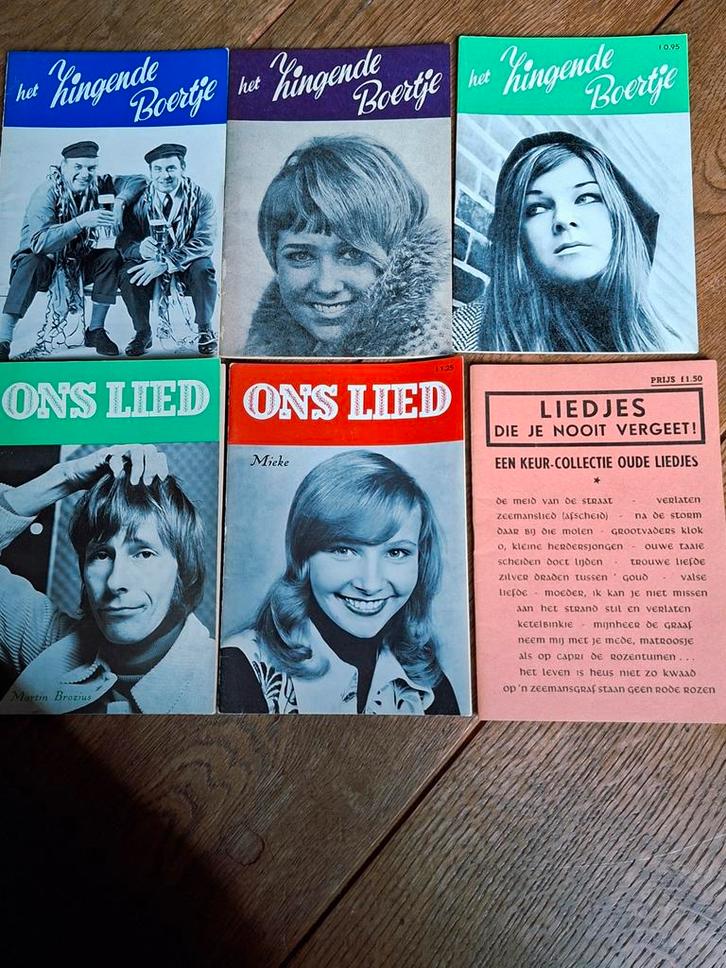 het Zingende
Boertje
het Zingende
Boertje
f 0.95
het Zingende
Boertje
ONS LIED
Martin Brozius
f 1.25
ONS LIED
Mieke
PRIJS f1.50
LIEDJES
DIE JE NOOIT VERGEET!
EEN KEUR-COLLECTIE OUDE LIEDJES
*
de meid van de straat - verlaten
zeemanslied (afscheid) - na de storm
daar bij die molen - grootvaders klok
o, kleine herdersjongen - ouwe taaie
scheiden doet lijden - trouwe liefde
zilver draden tussen ' goud - valse
liefde - moeder, ik kan je niet missen
aan het strand stil en verlaten
ketelbinkie - mijnheer de graaf
neem mij met je mede, matroosje
als op capri de rozentuinen . . .
het leven is heus niet zo kwaad
op 'n zeemansgraf staan geen rode rozen